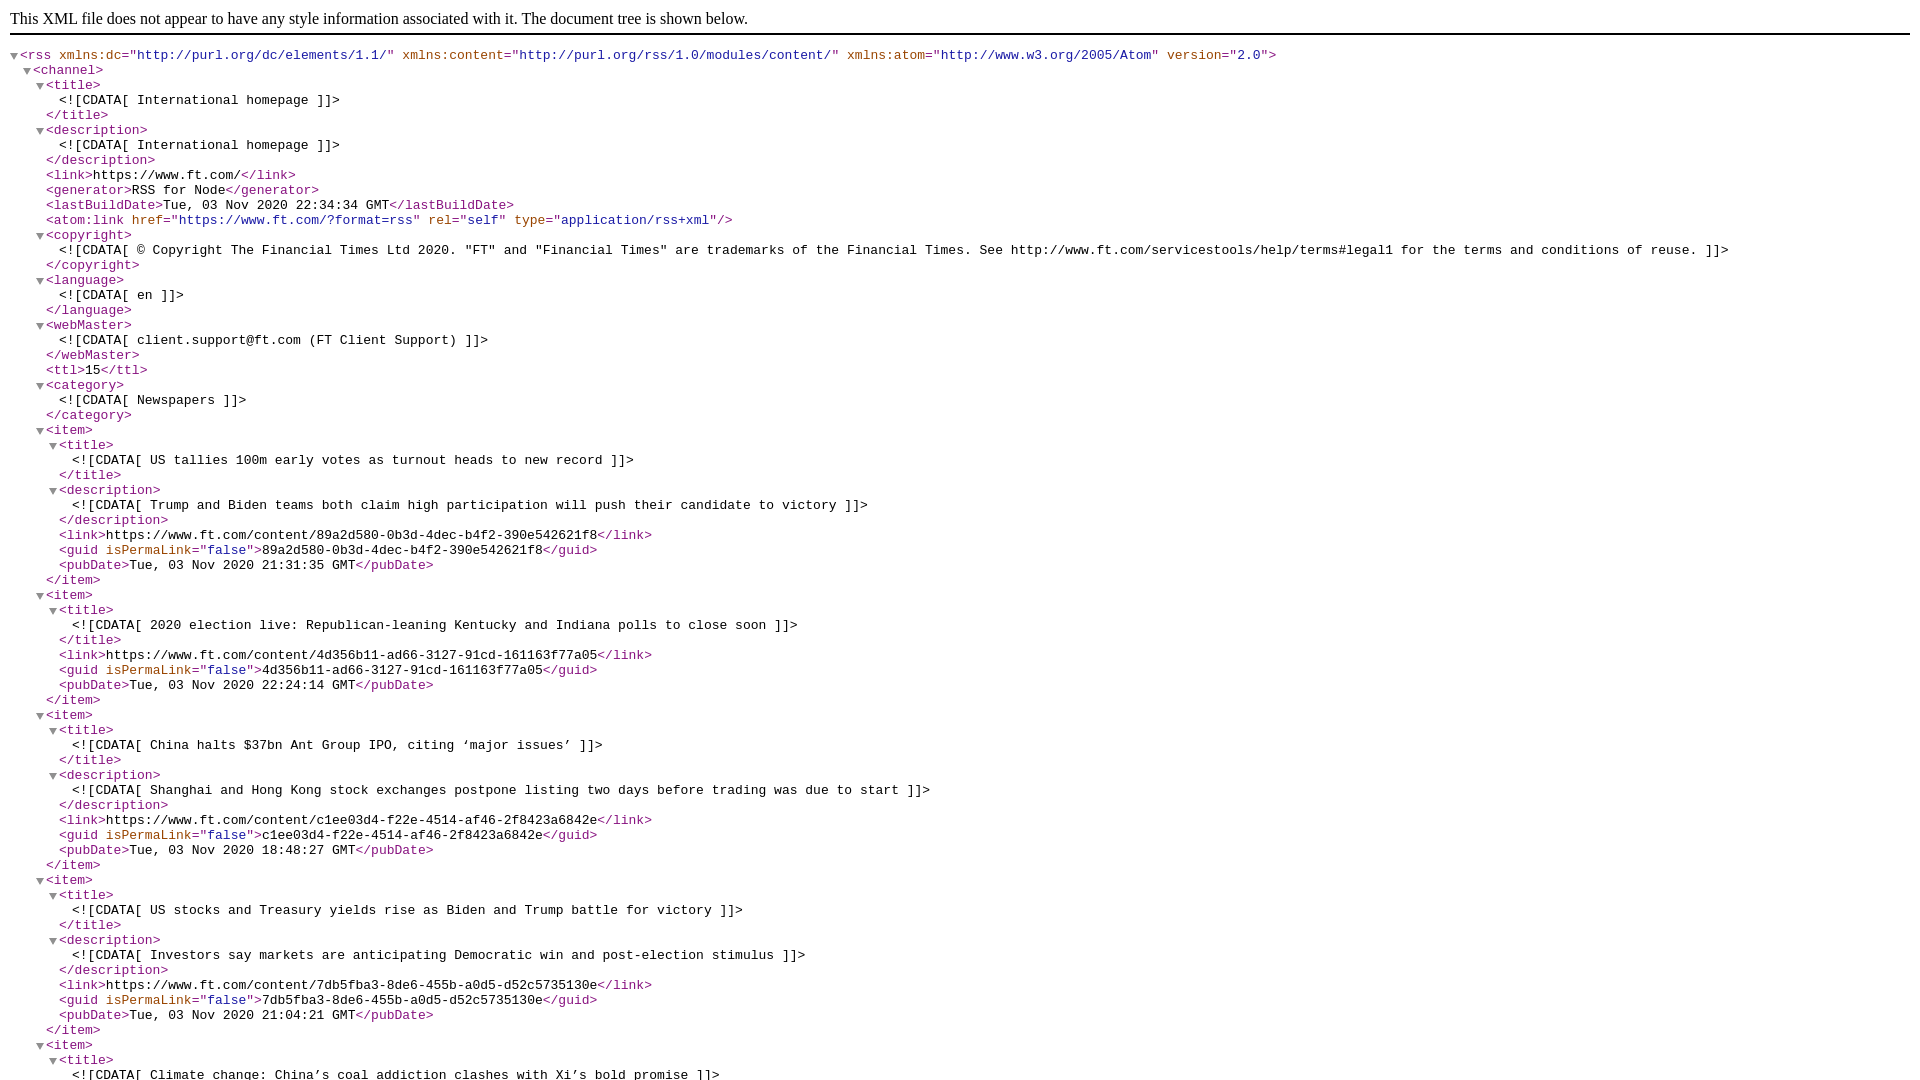 This XML file does not appear to have any style information associated with it. The document tree is shown below.
<rss xmlns:dc="http://purl.org/dc/elements/1.1/" xmlns:content="http://purl.org/rss/1.0/modules/content/" xmlns:atom="http://www.w3.org/2005/Atom" version="2.0">
<channel>
<title>
<![CDATA[ International homepage ]]>
</title>
<description>
<![CDATA[ International homepage ]]>
</description>
<link>https://www.ft.com/</link>
<generator>RSS for Node</generator>
<lastBuildDate>Tue, 03 Nov 2020 22:34:34 GMT</lastBuildDate>
<atom:link href="https://www.ft.com/?format=rss" rel="self" type="application/rss+xml"/>
<copyright>
<![CDATA[ © Copyright The Financial Times Ltd 2020. "FT" and "Financial Times" are trademarks of the Financial Times. See http://www.ft.com/servicestools/help/terms#legal1 for the terms and conditions of reuse. ]]>
</copyright>
<language>
<![CDATA[ en ]]>
</language>
<webMaster>
<![CDATA[ client.support@ft.com (FT Client Support) ]]>
</webMaster>
<ttl>15</ttl>
<category>
<![CDATA[ Newspapers ]]>
</category>
<item>
<title>
<![CDATA[ US tallies 100m early votes as turnout heads to new record ]]>
</title>
<description>
<![CDATA[ Trump and Biden teams both claim high participation will push their candidate to victory ]]>
</description>
<link>https://www.ft.com/content/89a2d580-0b3d-4dec-b4f2-390e542621f8</link>
<guid isPermaLink="false">89a2d580-0b3d-4dec-b4f2-390e542621f8</guid>
<pubDate>Tue, 03 Nov 2020 21:31:35 GMT</pubDate>
</item>
<item>
<title>
<![CDATA[ 2020 election live: Republican-leaning Kentucky and Indiana polls to close soon ]]>
</title>
<link>https://www.ft.com/content/4d356b11-ad66-3127-91cd-161163f77a05</link>
<guid isPermaLink="false">4d356b11-ad66-3127-91cd-161163f77a05</guid>
<pubDate>Tue, 03 Nov 2020 22:24:14 GMT</pubDate>
</item>
<item>
<title>
<![CDATA[ China halts $37bn Ant Group IPO, citing ‘major issues’ ]]>
</title>
<description>
<![CDATA[ Shanghai and Hong Kong stock exchanges postpone listing two days before trading was due to start ]]>
</description>
<link>https://www.ft.com/content/c1ee03d4-f22e-4514-af46-2f8423a6842e</link>
<guid isPermaLink="false">c1ee03d4-f22e-4514-af46-2f8423a6842e</guid>
<pubDate>Tue, 03 Nov 2020 18:48:27 GMT</pubDate>
</item>
<item>
<title>
<![CDATA[ US stocks and Treasury yields rise as Biden and Trump battle for victory ]]>
</title>
<description>
<![CDATA[ Investors say markets are anticipating Democratic win and post-election stimulus ]]>
</description>
<link>https://www.ft.com/content/7db5fba3-8de6-455b-a0d5-d52c5735130e</link>
<guid isPermaLink="false">7db5fba3-8de6-455b-a0d5-d52c5735130e</guid>
<pubDate>Tue, 03 Nov 2020 21:04:21 GMT</pubDate>
</item>
<item>
<title>
<![CDATA[ Climate change: China’s coal addiction clashes with Xi’s bold promise ]]>